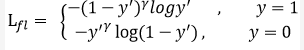 L_fl = { −(1 − y′)^γ logy′ , y = 1
−y′^γ log(1 − y′) , y = 0